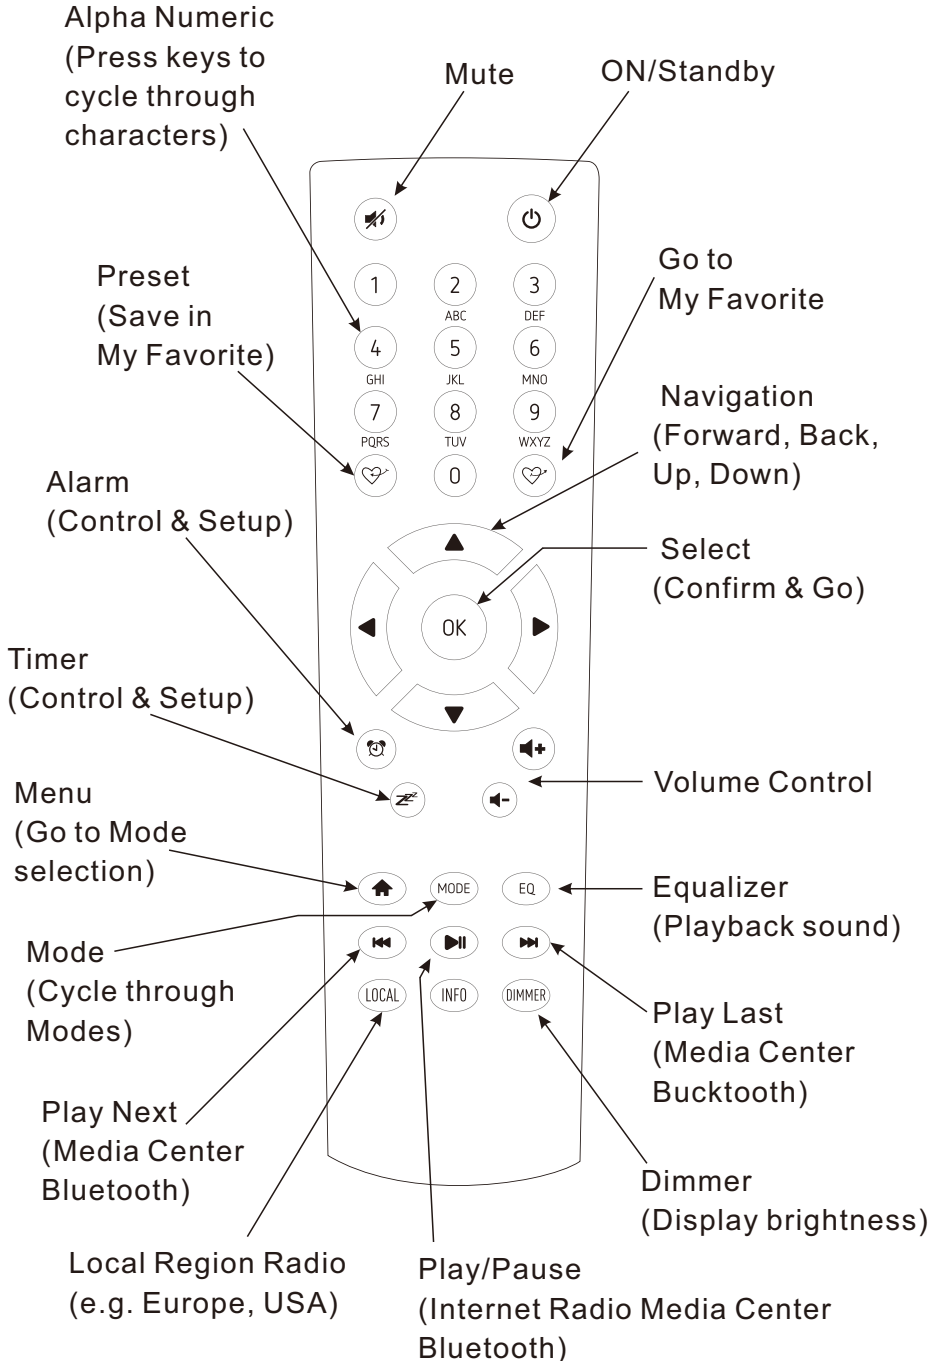 Alpha Numeric
(Press keys to
cycle through
characters)
Mute
ON/Standby
Preset
(Save in
My Favorite)
Go to
My Favorite
1
2
3
ABC
DEF
4
5
6
GHI
JKL
MNO
7
8
9
PQRS
TUV
WXYZ
0
Navigation
(Forward, Back,
Up, Down)
Alarm
(Control & Setup)
Select
(Confirm & Go)
OK
Timer
(Control & Setup)
Volume Control
Menu
(Go to Mode
selection)
MODE
EQ
Equalizer
(Playback sound)
Mode
(Cycle through
Modes)
LOCAL
INFO
DIMMER
Play Last
(Media Center
Bucktooth)
Play Next
(Media Center
Bluetooth)
Dimmer
(Display brightness)
Local Region Radio
(e.g. Europe, USA)
Play/Pause
(Internet Radio Media Center
Bluetooth)